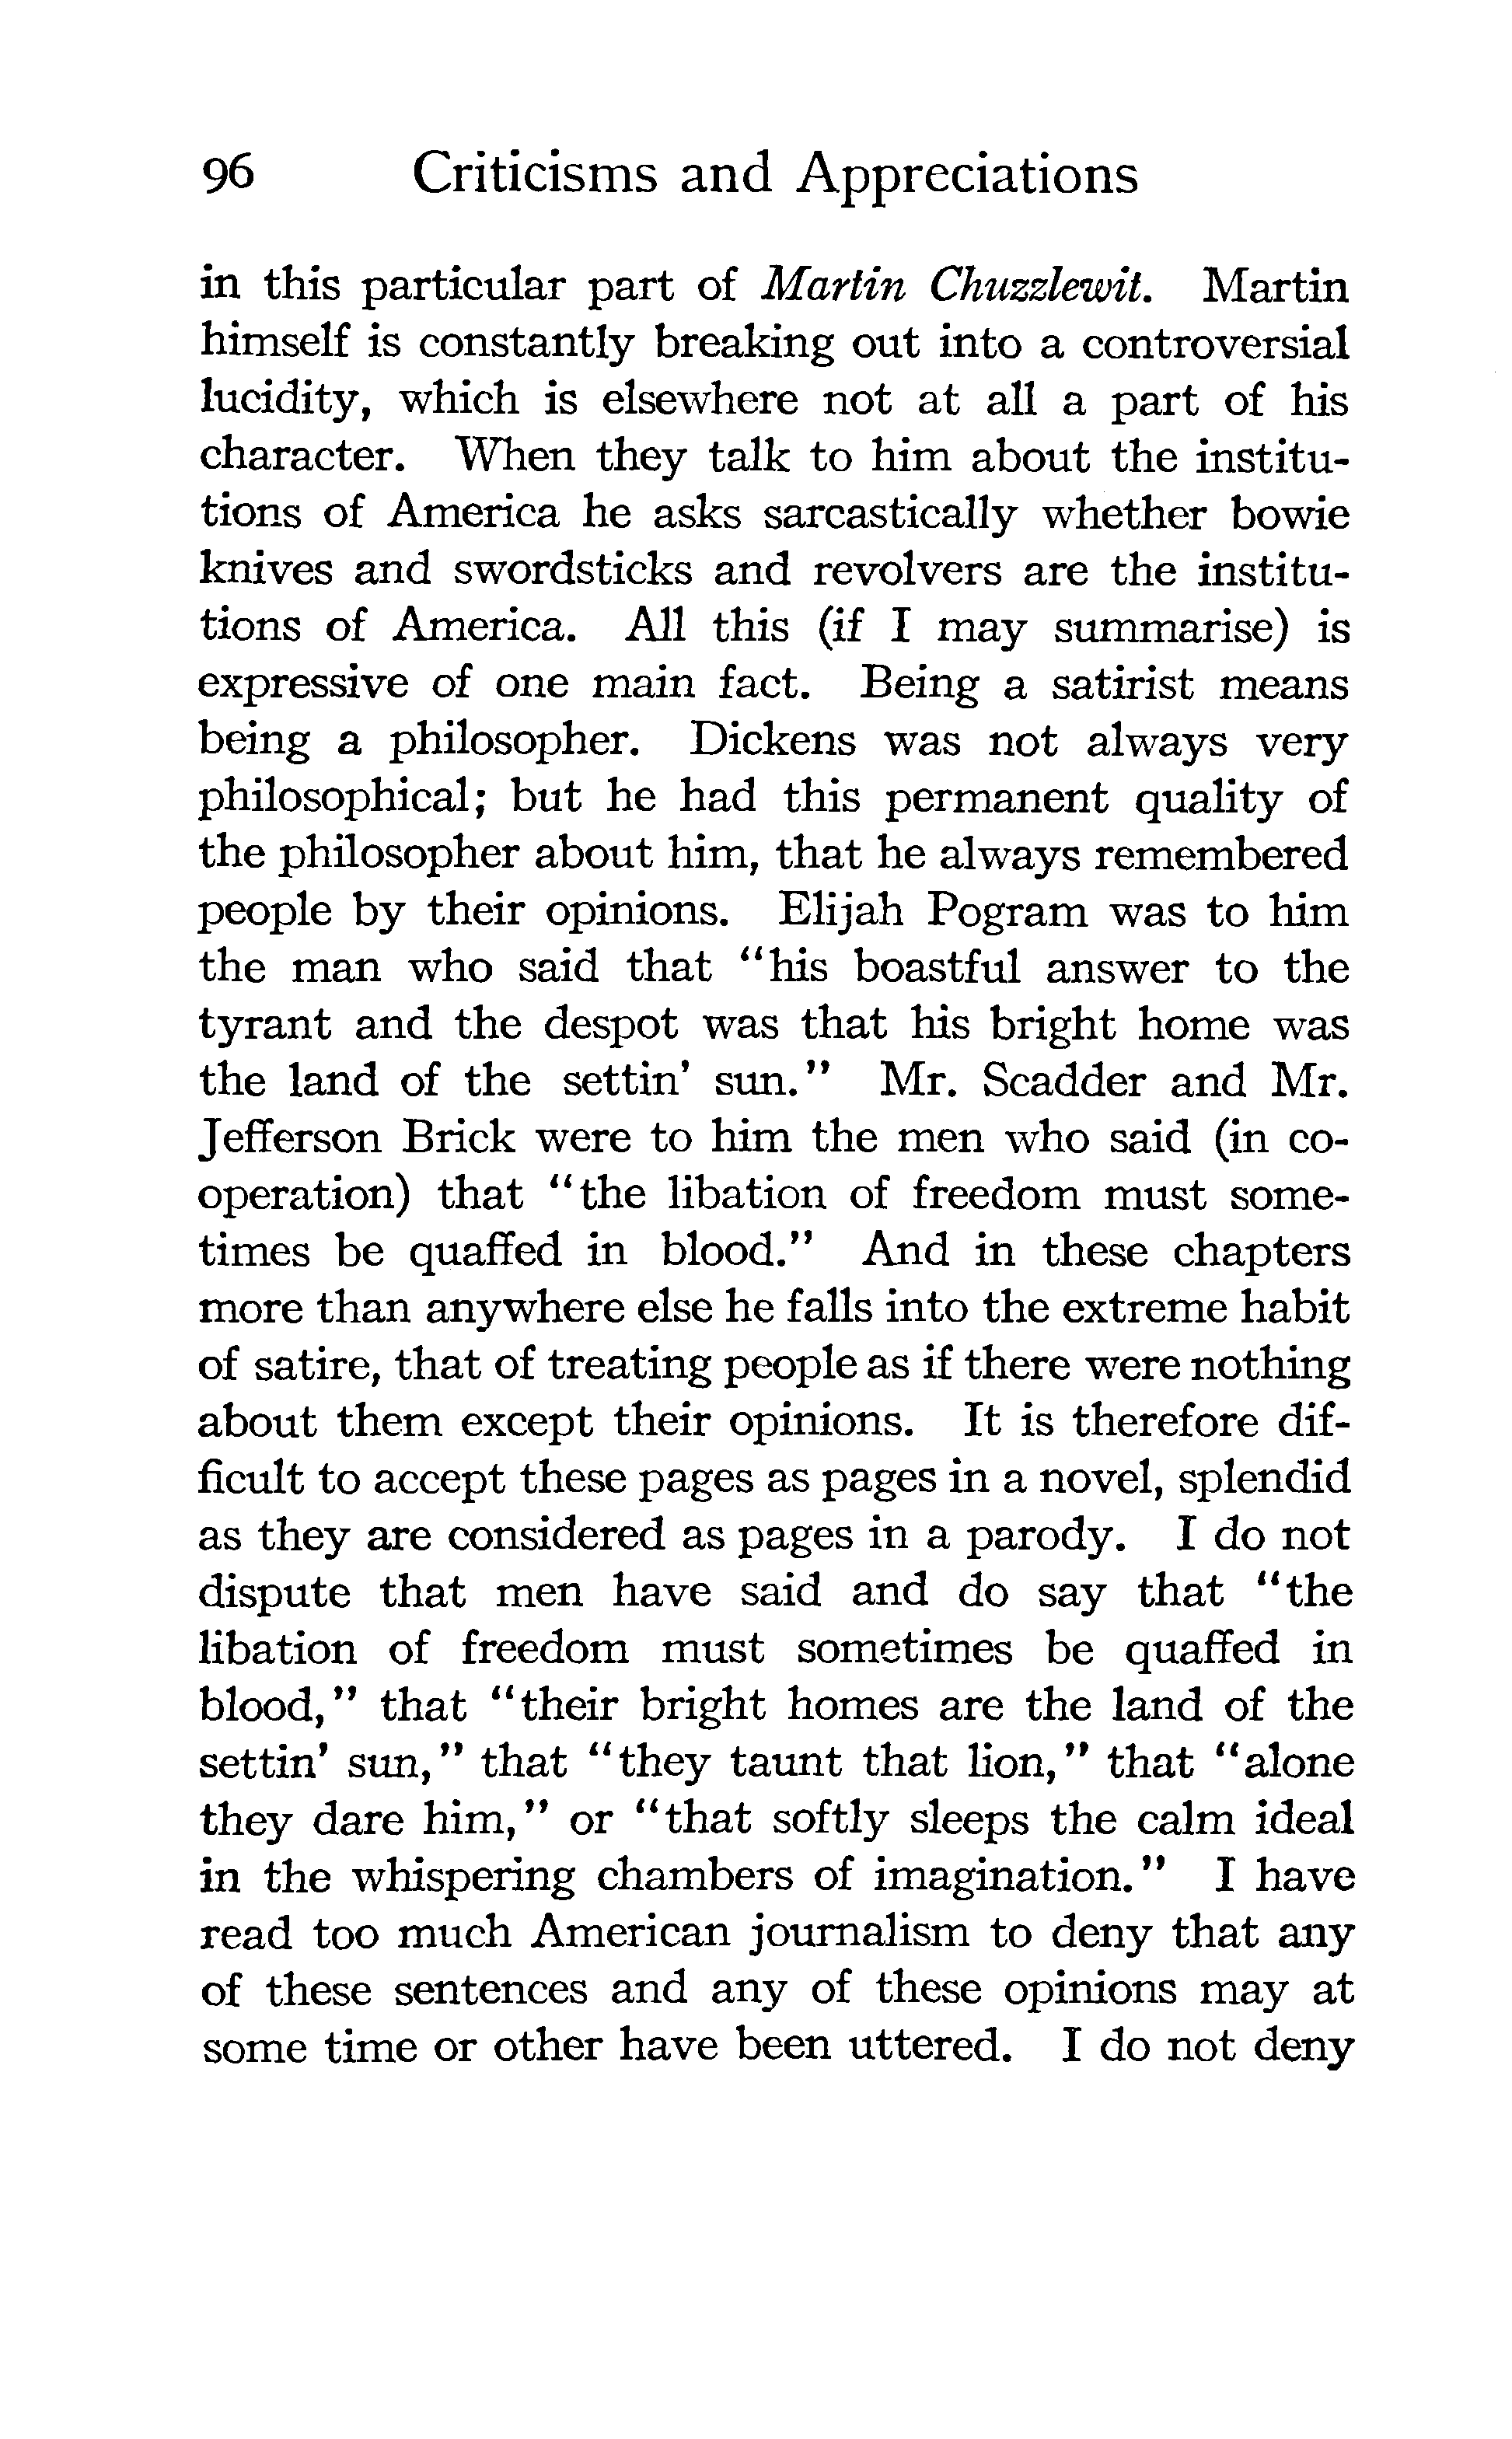 96 Criticisms and Appreciations
in this particular part of Martin Chuzzlewit. Martin
himself is constantly breaking out into a controversial
lucidity, which is elsewhere not at all a part of his
character. When they talk to him about the institu-
tions of America he asks sarcastically whether bowie
knives and swordsticks and revolvers are the institu-
tions of America. All this (if I may summarise) is
expressive of one main fact. Being a satirist means
being a philosopher. Dickens was not always very
philosophical; but he had this permanent quality of
the philosopher about him, that he always remembered
people by their opinions. Elijah Pogram was to him
the man who said that "his boastful answer to the
tyrant and the despot was that his bright home was
the land of the settin' sun." Mr. Scadder and Mr.
Jefferson Brick were to him the men who said (in co-
operation) that "the libation of freedom must some-
times be quaffed in blood." And in these chapters
more than anywhere else he falls into the extreme habit
of satire, that of treating people as if there were nothing
about them except their opinions. It is therefore dif-
ficult to accept these pages as pages in a novel, splendid
as they are considered as pages in a parody. I do not
dispute that men have said and do say that "the
libation of freedom must sometimes be quaffed in
blood," that "their bright homes are the land of the
settin' sun," that "they taunt that lion," that "alone
they dare him," or "that softly sleeps the calm ideal
in the whispering chambers of imagination." I have
read too much American journalism to deny that any
of these sentences and any of these opinions may at
some time or other have been uttered. I do not deny